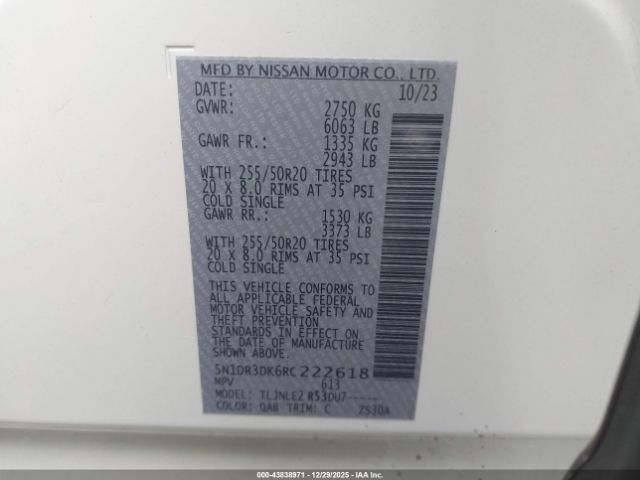 MFD BY NISSAN MOTOR CO., LTD.
DATE: 10/23
GVWR: 2750 KG
6063 LB
GAWR FR.: 1335 KG
2943 LB
WITH 255/50R20 TIRES
20 X 8.0 RIMS AT 35 PSI
COLD SINGLE
GAWR RR.: 1530 KG
3373 LB
WITH 255/50R20 TIRES
20 X 8.0 RIMS AT 35 PSI
COLD SINGLE
THIS VEHICLE CONFORMS TO
ALL APPLICABLE FEDERAL
MOTOR VEHICLE SAFETY AND
THEFT PREVENTION
STANDARDS IN EFFECT ON
THE DATE OF MANUFACTURE
SHOWN ABOVE.
5N1DR3DK6RC222618
MPV 613
MODEL: TLJNLE2 R53DU7-----
COLOR: QAB TRIM: C ZS30A
000-43838971 - 12/29/2025 - IAAI.COM